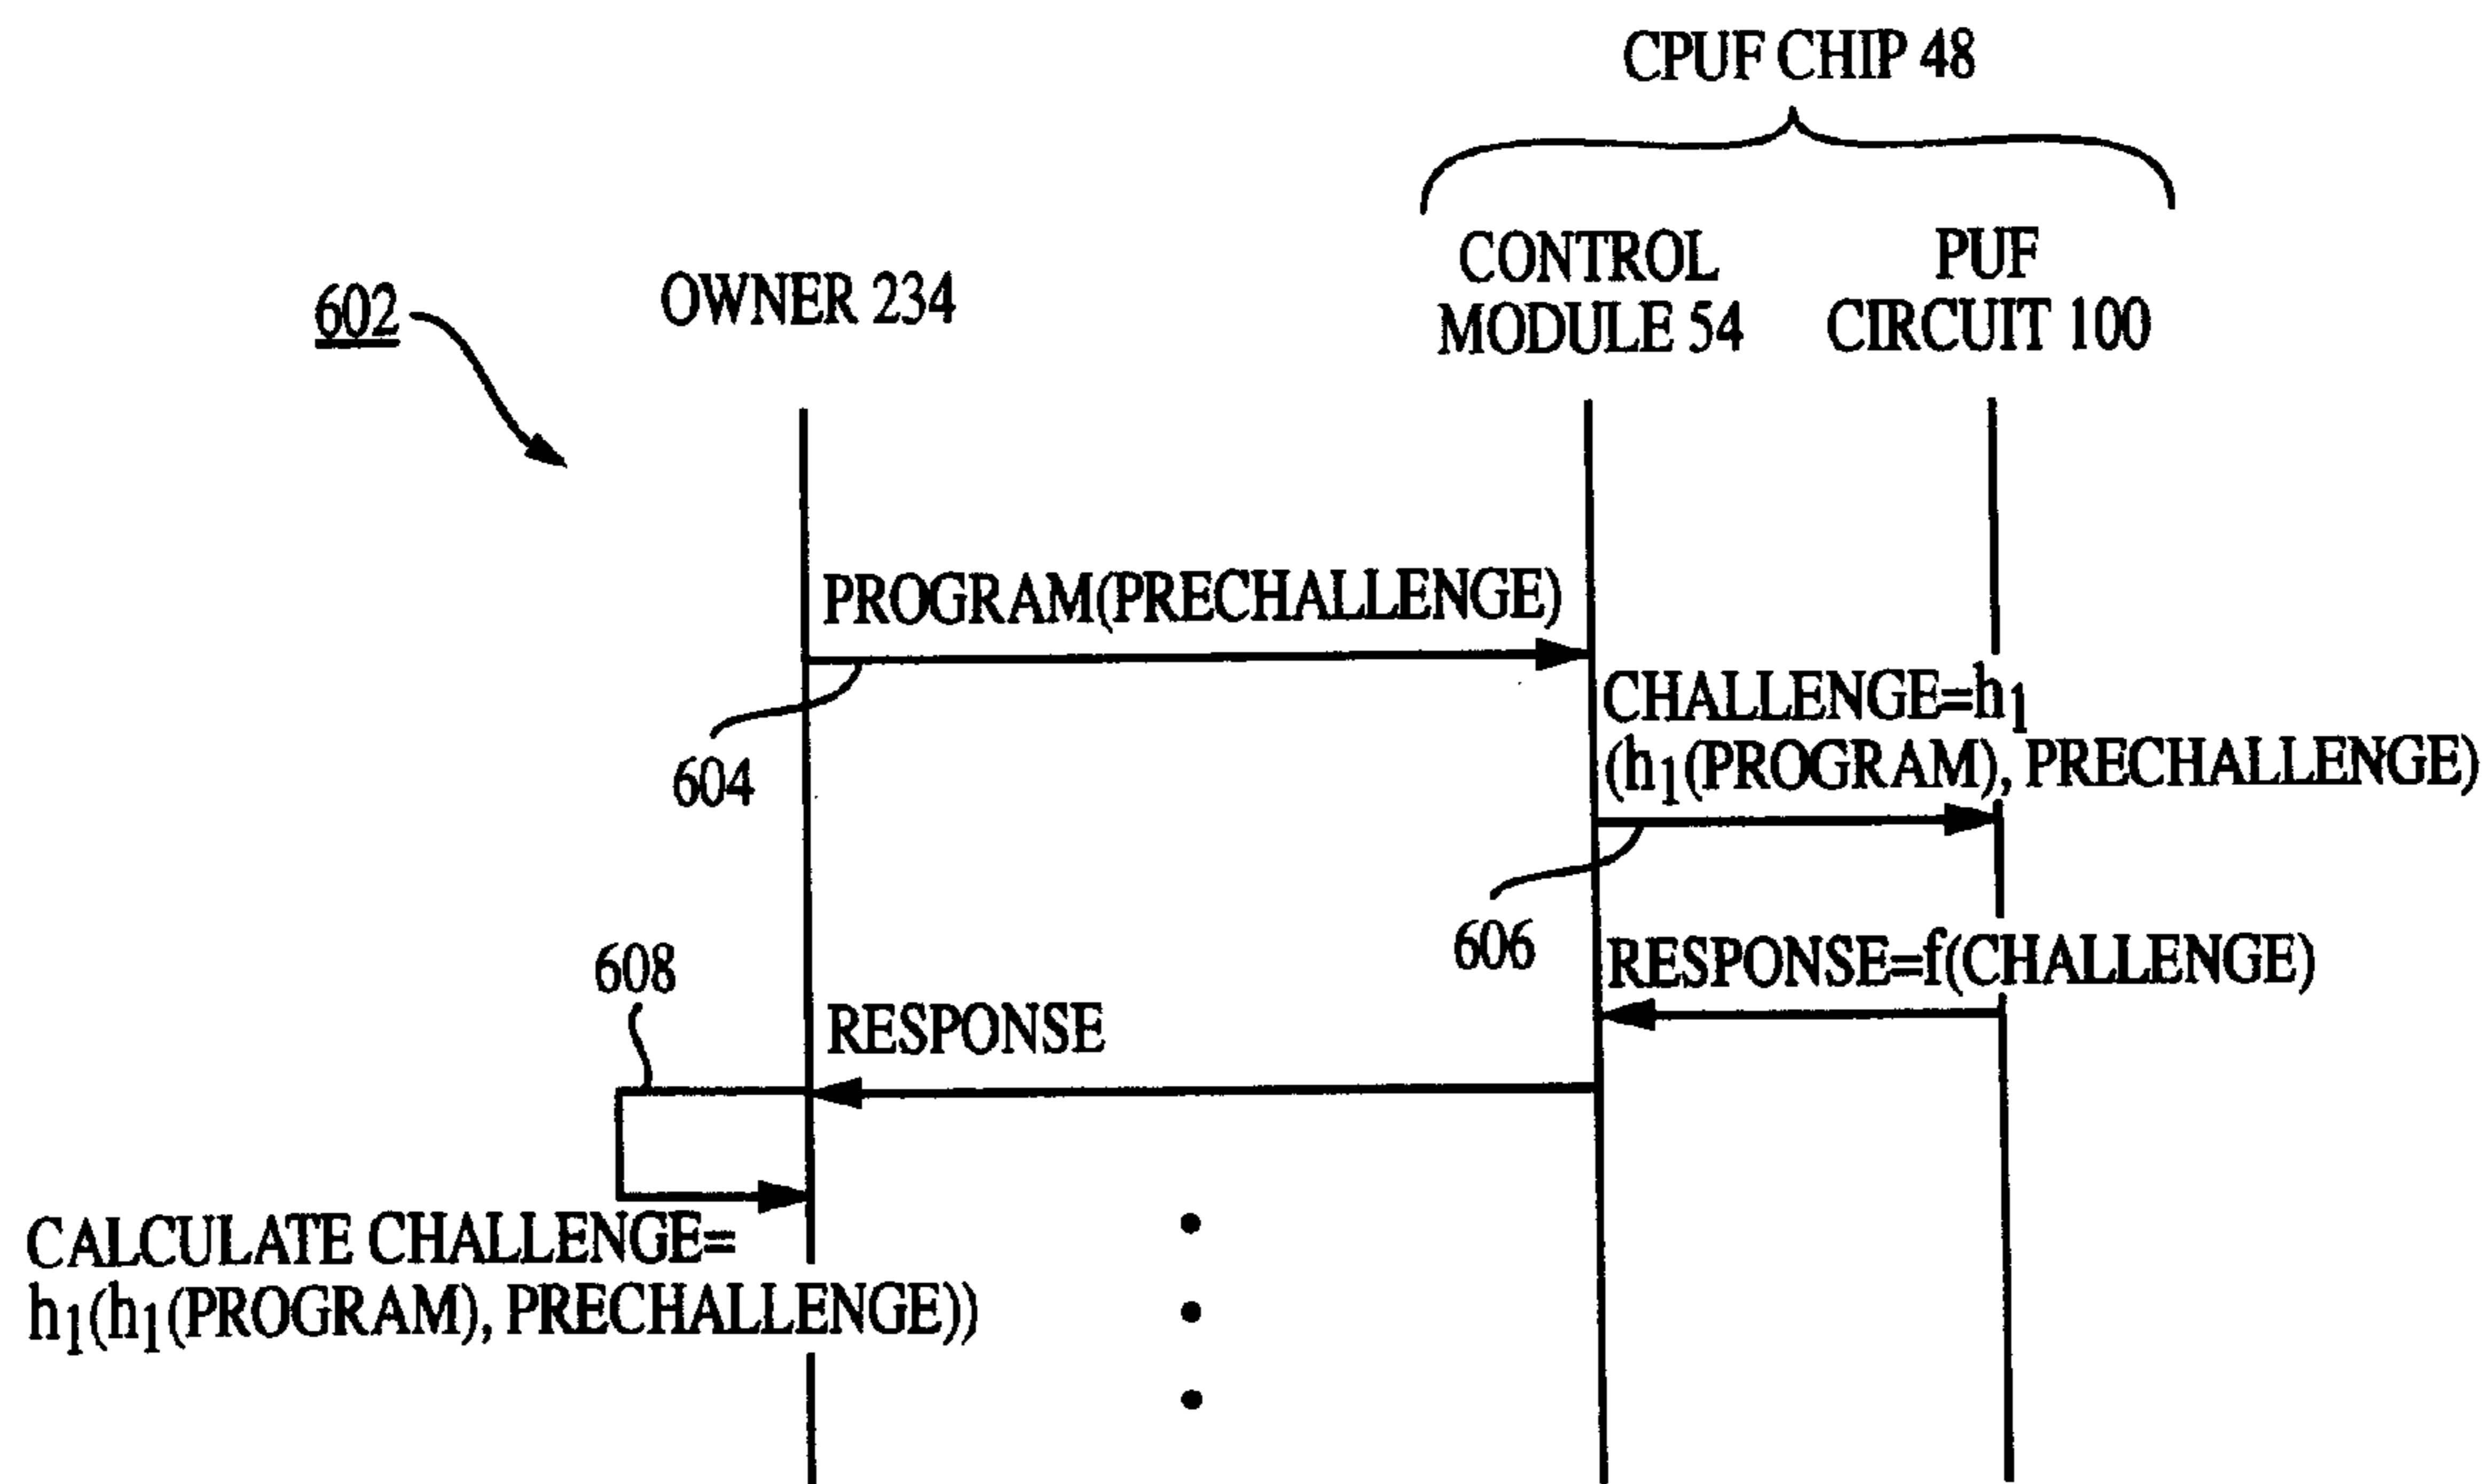 CPUF CHIP 48
602
OWNER 234
CONTROL
MODULE 54
PUF
CIRCUIT 100
PROGRAM(PRECHALLENGE)
604
CHALLENGE=h1
(h1(PROGRAM), PRECHALLENGE)
606
RESPONSE=f(CHALLENGE)
608
RESPONSE
CALCULATE CHALLENGE=
h1(h1(PROGRAM), PRECHALLENGE))